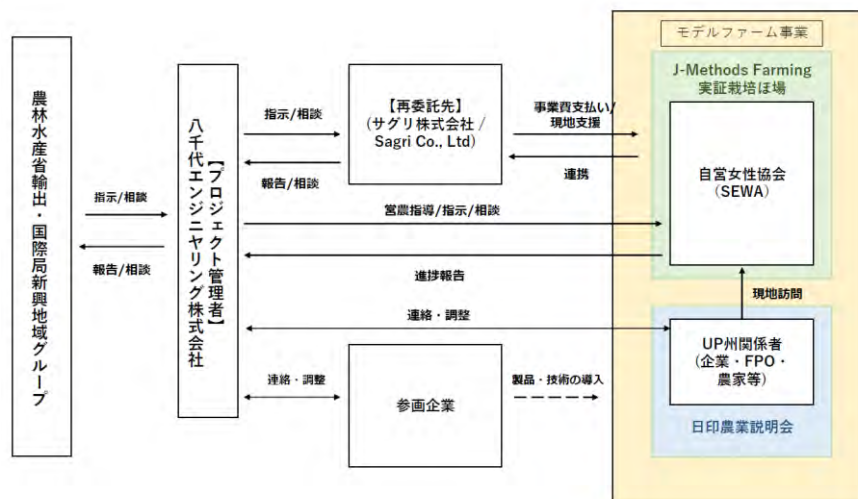 モデルファーム事業
農林水産省輸出・国際局新興地域グループ
指示/相談
報告/相談
【プロジェクト管理者】
八千代エンジニヤリング株式会社
指示/相談
報告/相談
【再委託先】
(サグリ株式会社 /
Sagri Co., Ltd)
事業費支払い/
現地支援
連携
J-Methods Farming
実証栽培ほ場
自営女性協会
(SEWA)
営農指導/指示/相談
進捗報告
現地訪問
連絡・調整
UP州関係者
(企業・FPO・
農家等)
日印農業説明会
連絡・調整
参画企業
製品・技術の導入